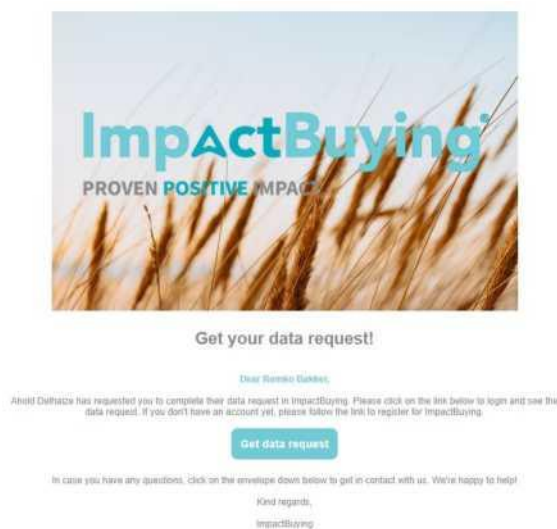 ImpactBuying
PROVEN POSITIVE IMPACT
Get your data request!
Dear Remko Bakker,
Ahold Delhaize has requested you to complete their data request in ImpactBuying. Please click on the link below to login and see the
data request. If you don't have an account yet, please follow the link to register for ImpactBuying.
Get data request
In case you have any questions, click on the envelope down below to get in contact with us. We're happy to help!
Kind regards,
ImpactBuying